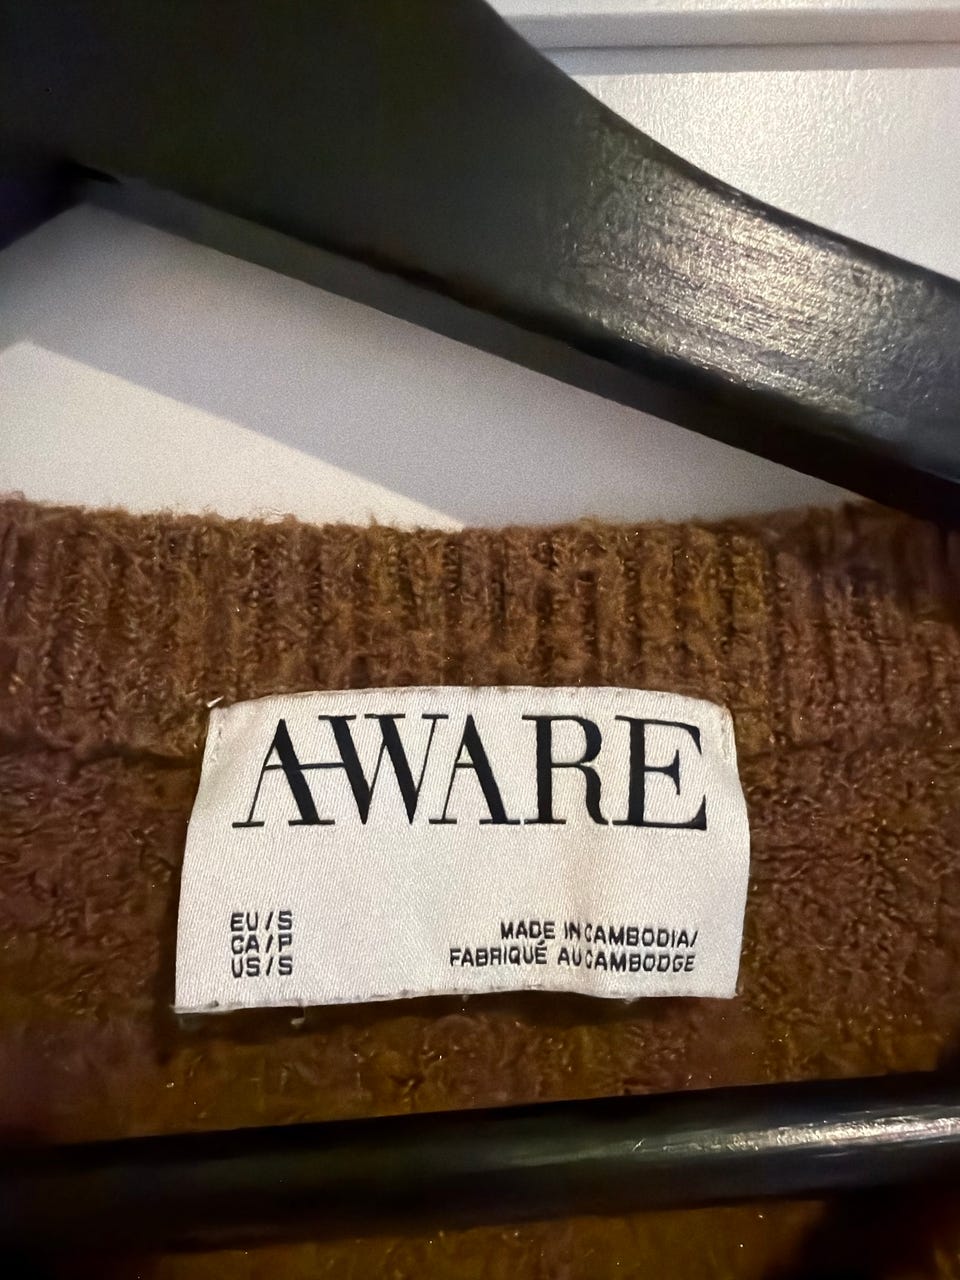 AWARE
EU/S
CA/P
US/S
MADE IN CAMBODIA/
FABRIQUÉ AU CAMBODGE